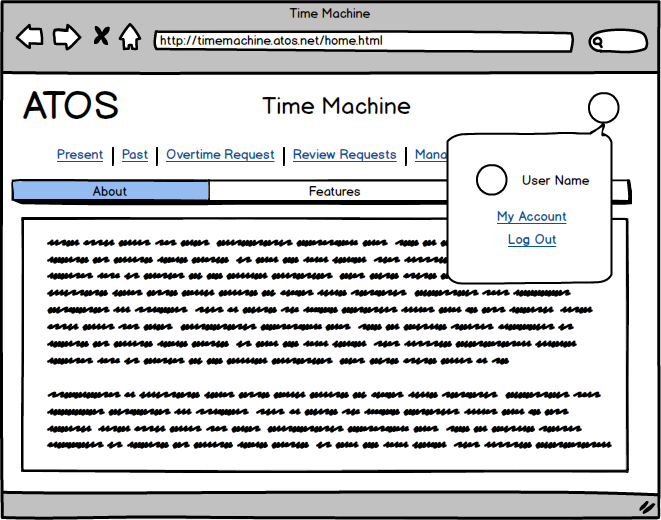 Time Machine
http://timemachine.atos.net/home.html
ATOS
Time Machine
Present | Past | Overtime Request | Review Requests | Mana
About
Features
User Name
My Account
Log Out